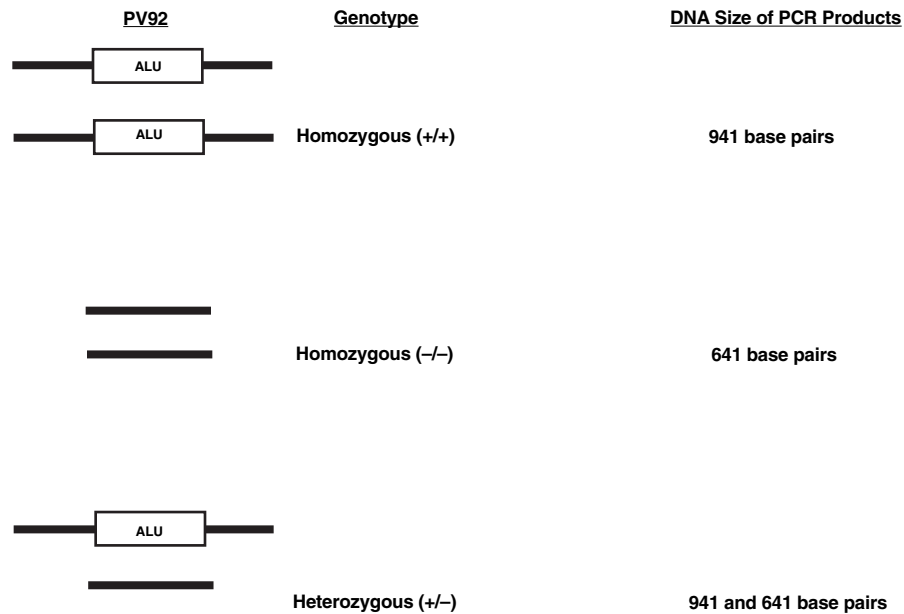 PV92 Genotype DNA Size of PCR Products
ALU
ALU Homozygous (+/+) 941 base pairs
Homozygous (–/–) 641 base pairs
ALU
Heterozygous (+/–) 941 and 641 base pairs